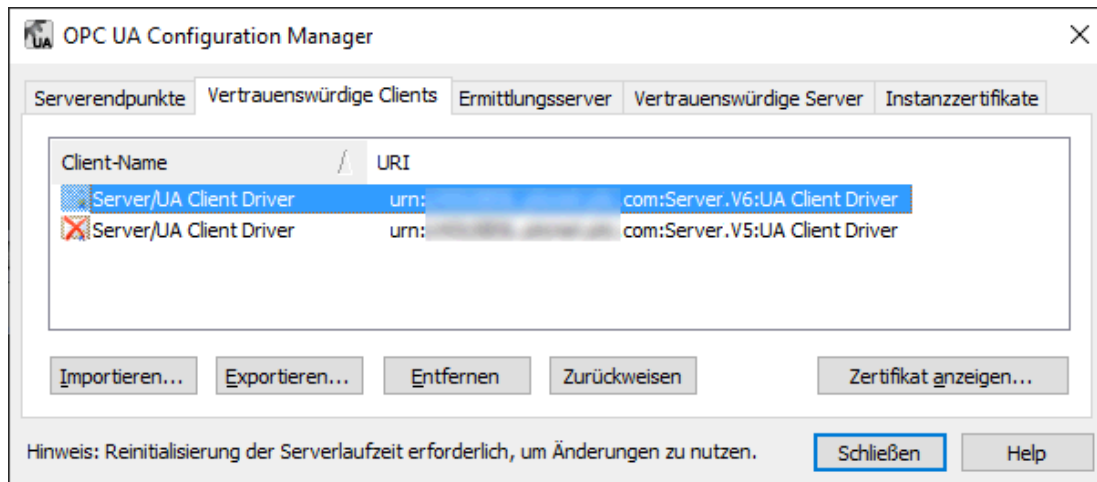 UA OPC UA Configuration Manager
Serverendpunkte Vertrauenswürdige Clients Ermittlungsserver Vertrauenswürdige Server Instanzzertifikate
Client-Name URI
Server/UA Client Driver urn: .com:Server.V6:UA Client Driver
Server/UA Client Driver urn: .com:Server.V5:UA Client Driver
Importieren... Exportieren... Entfernen Zurückweisen Zertifikat anzeigen...
Hinweis: Reinitialisierung der Serverlaufzeit erforderlich, um Änderungen zu nutzen. Schließen Help